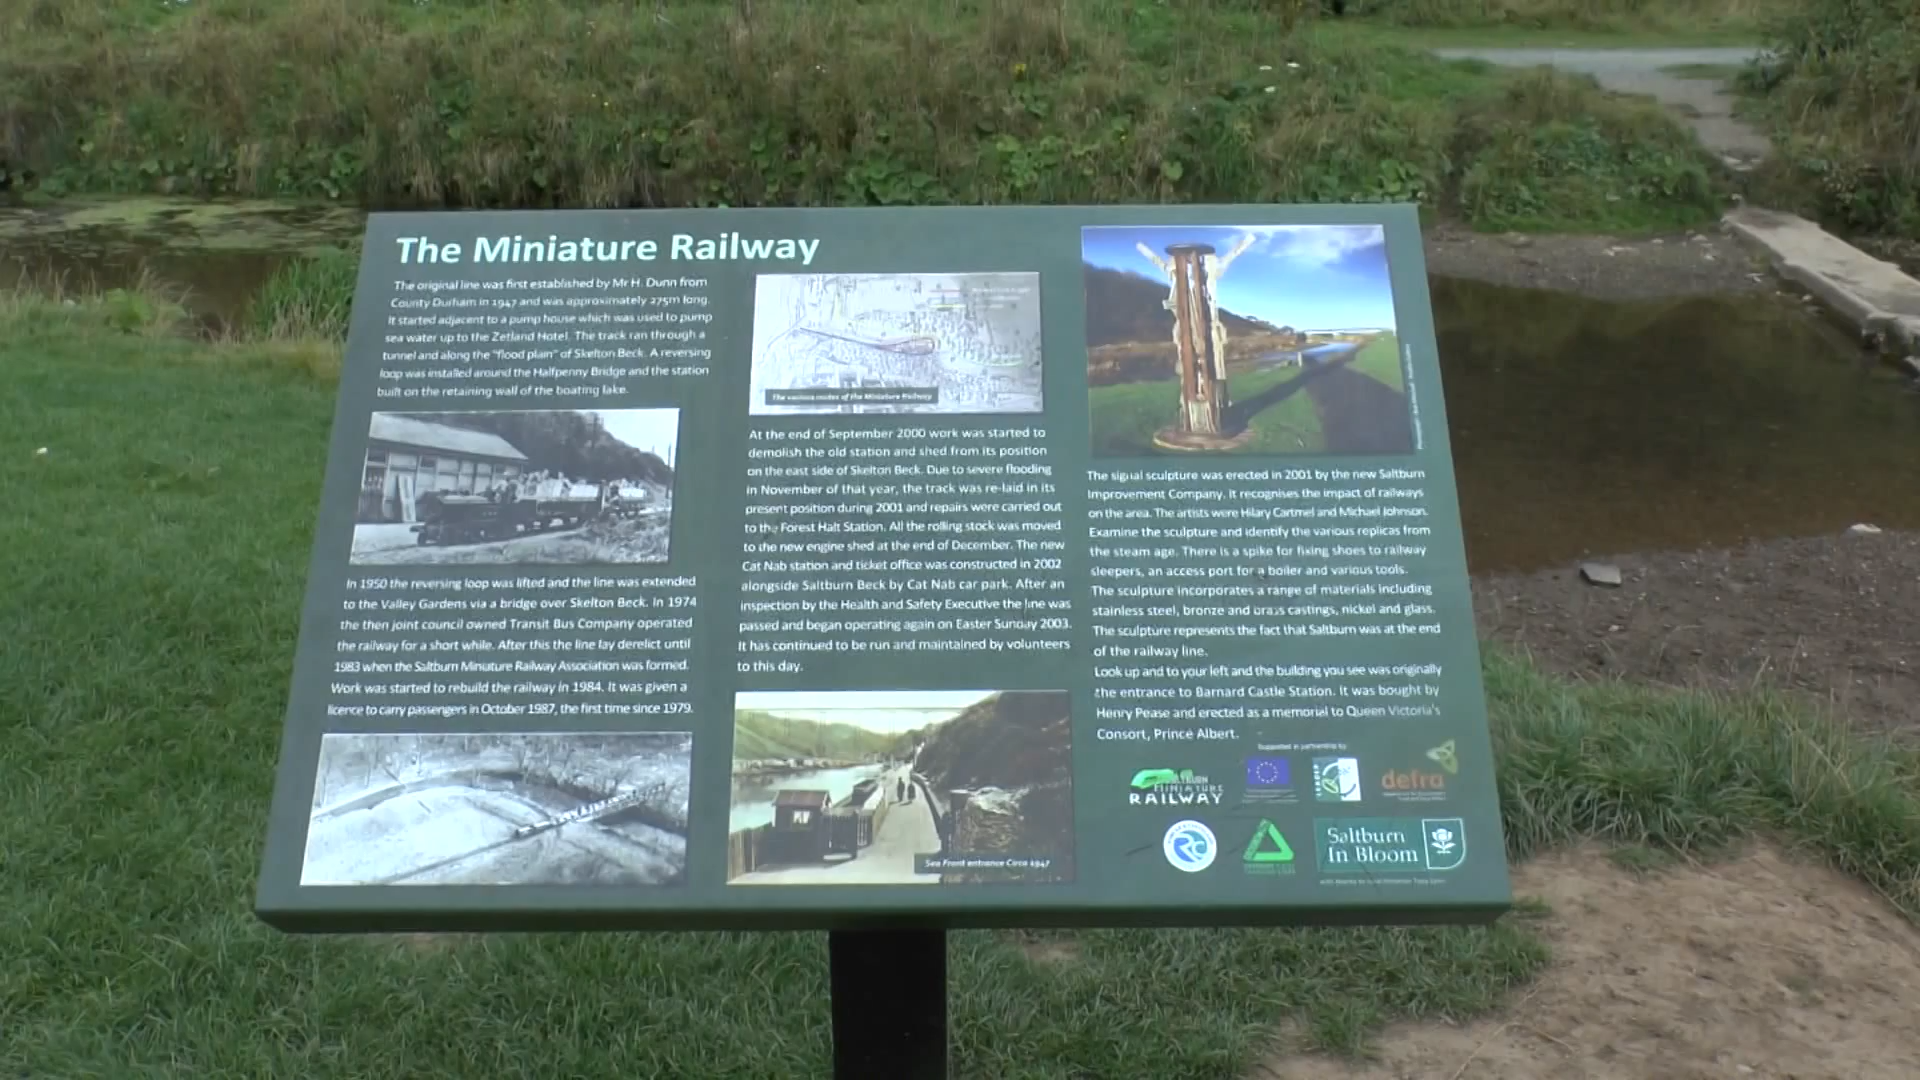 The Miniature Railway
The original line was first established by Mr H. Dunn from
County Durham in 1947 and was approximately 275m long.
It started adjacent to a pump house which was used to pump
sea water up to the Zetland Hotel. The track ran through a
tunnel and along the "flood plain" of Skelton Beck. A reversing
loop was installed around the Halfpenny Bridge and the station
built on the retaining wall of the boating lake.
In 1950 the reversing loop was lifted and the line was extended
to the Valley Gardens via a bridge over Skelton Beck. In 1974
the then joint council owned Transit Bus Company operated
the railway for a short while. After this the line lay derelict until
1983 when the Saltburn Miniature Railway Association was formed.
Work was started to rebuild the railway in 1984. It was given a
licence to carry passengers in October 1987, the first time since 1979.
The various routes of the Miniature Railway
At the end of September 2000 work was started to
demolish the old station and shed from its position
on the east side of Skelton Beck. Due to severe flooding
in November of that year, the track was re-laid in its
present position during 2001 and repairs were carried out
to the Forest Halt Station. All the rolling stock was moved
to the new engine shed at the end of December. The new
Cat Nab station and ticket office was constructed in 2002
alongside Saltburn Beck by Cat Nab car park. After an
inspection by the Health and Safety Executive the line was
passed and began operating again on Easter Sunday 2003.
It has continued to be run and maintained by volunteers
to this day.
Sea Front entrance Circa 1947
The signal sculpture was erected in 2001 by the new Saltburn
Improvement Company. It recognises the impact of railways
on the area. The artists were Hilary Cartmel and Michael Johnson.
Examine the sculpture and identify the various replicas from
the steam age. There is a spike for fixing shoes to railway
sleepers, an access port for a boiler and various tools.
The sculpture incorporates a range of materials including
stainless steel, bronze and brass castings, nickel and glass.
The sculpture represents the fact that Saltburn was at the end
of the railway line.
Look up and to your left and the building you see was originally
the entrance to Barnard Castle Station. It was bought by
Henry Pease and erected as a memorial to Queen Victoria's
Consort, Prince Albert.
Supported in partnership by
SALTBURN
MINIATURE
RAILWAY
LEADER
defra
Saltburn
In Bloom